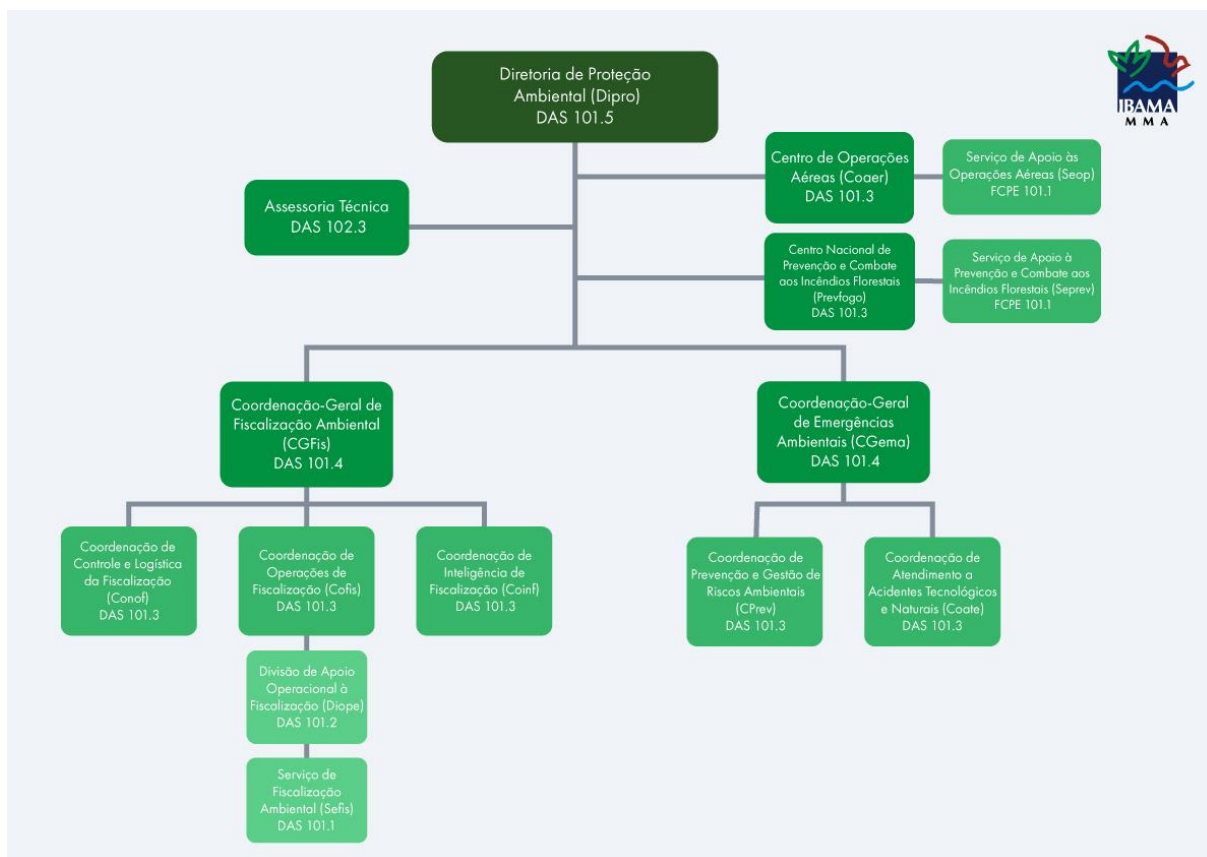 Diretoria de Proteção
Ambiental (Dipro)
DAS 101.5
IBAMA
M M A
Centro de Operações
Aéreas (Coaer)
DAS 101.3
Serviço de Apoio às
Operações Aéreas (Seop)
FCPE 101.1
Assessoria Técnica
DAS 102.3
Centro Nacional de
Prevenção e Combate
aos Incêndios Florestais
(Prevfogo)
DAS 101.3
Serviço de Apoio à
Prevenção e Combate aos
Incêndios Florestais (Seprev)
FCPE 101.1
Coordenação-Geral de
Fiscalização Ambiental
(CGFis)
DAS 101.4
Coordenação-Geral
de Emergências
Ambientais (CGema)
DAS 101.4
Coordenação de
Controle e Logística
da Fiscalização
(Conof)
DAS 101.3
Coordenação de
Operações de
Fiscalização (Cofis)
DAS 101.3
Coordenação de
Inteligência de
Fiscalização (Coinf)
DAS 101.3
Coordenação de
Prevenção e Gestão de
Riscos Ambientais
(CPrev)
DAS 101.3
Coordenação de
Atendimento a
Acidentes Tecnológicos
e Naturais (Coate)
DAS 101.3
Divisão de Apoio
Operacional à
Fiscalização (Diope)
DAS 101.2
Serviço de
Fiscalização
Ambiental (Sefis)
DAS 101.1